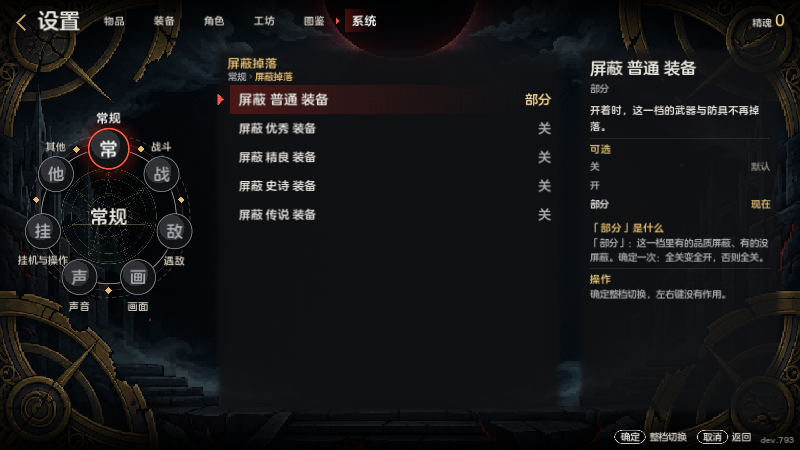 设置
物品
装备
角色
工坊
图鉴
系统
精魂 0
常规
其他
常
战斗
他
战
常规
挂
敌
挂机与操作
遇敌
声
画
声音
画面
屏蔽掉落
常规 · 屏蔽掉落
屏蔽 普通 装备 部分
屏蔽 优秀 装备 关
屏蔽 精良 装备 关
屏蔽 史诗 装备 关
屏蔽 传说 装备 关
屏蔽 普通 装备
部分
开着时，这一档的武器与防具不再掉
落。
可选
关 默认
开
部分 现在
「部分」是什么
「部分」：这一档里有的品质屏蔽、有的没
屏蔽。确定一次：全关变全开，否则全关。
操作
确定整档切换，左右键没有作用。
确定 整档切换 取消 返回
dev.793